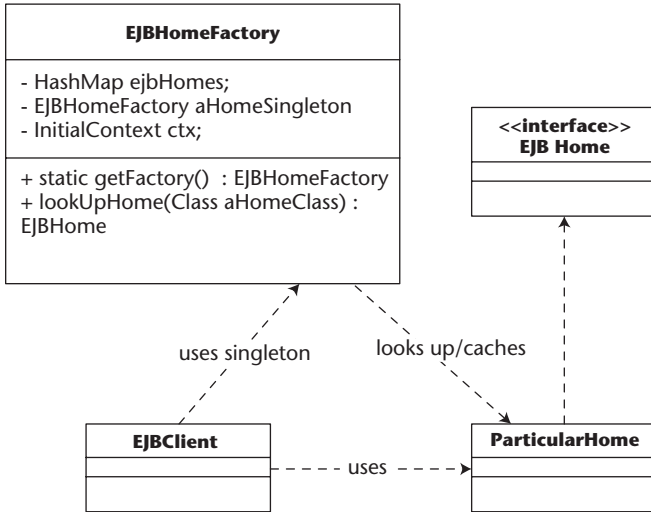 EJBHomeFactory
- HashMap ejbHomes;
- EJBHomeFactory aHomeSingleton
- InitialContext ctx;
+ static getFactory() : EJBHomeFactory
+ lookUpHome(Class aHomeClass) :
EJBHome
<<interface>>
EJB Home
uses singleton
looks up/caches
EJBClient
uses
ParticularHome